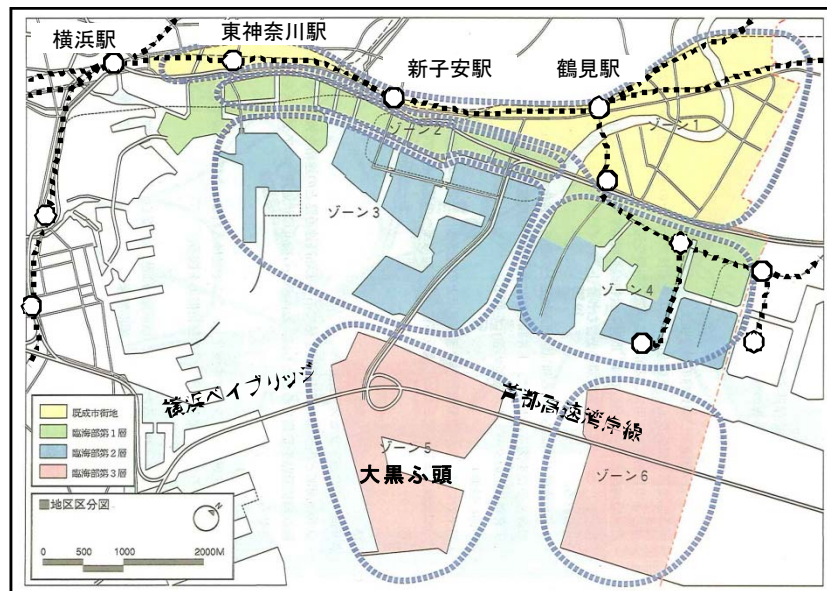 横浜駅
東神奈川駅
新子安駅
鶴見駅
ゾーン1
ゾーン2
ゾーン3
ゾーン4
横浜ベイブリッジ
首都高速湾岸線
ゾーン5
大黒ふ頭
ゾーン6
既成市街地
臨海部第1層
臨海部第2層
臨海部第3層
■地区区分図
N
0 500 1000 2000M